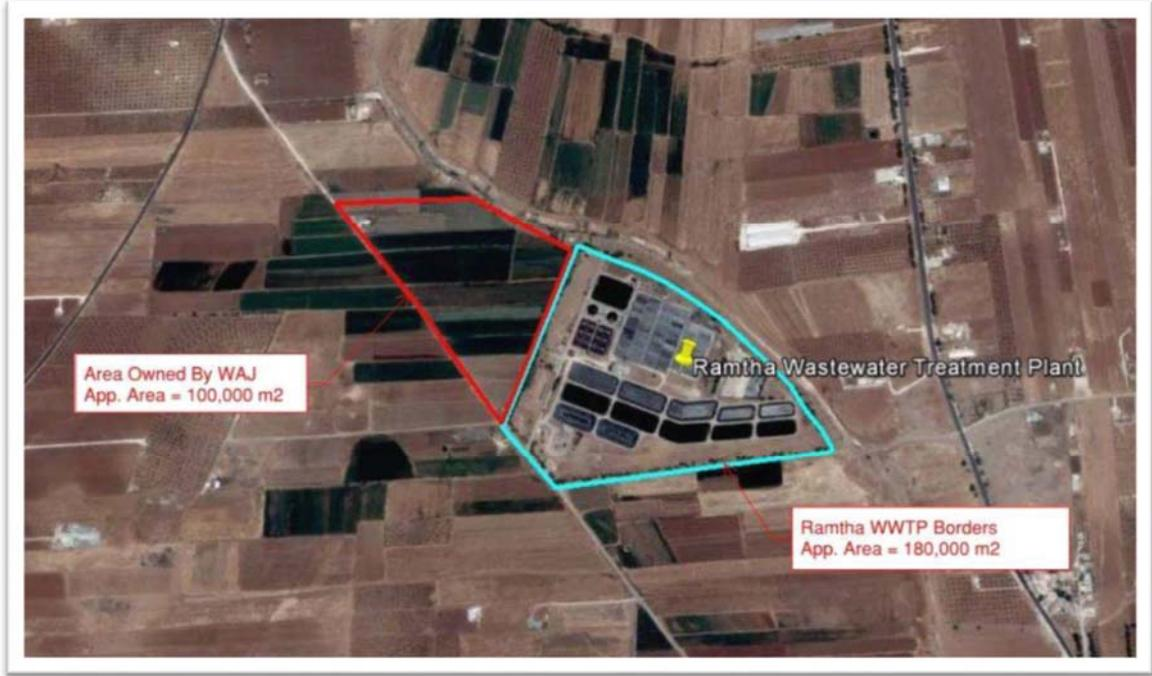 Ramtha Wastewater Treatment Plant
Area Owned By WAJ
App. Area = 100,000 m2
Ramtha WWTP Borders
App. Area = 180,000 m2